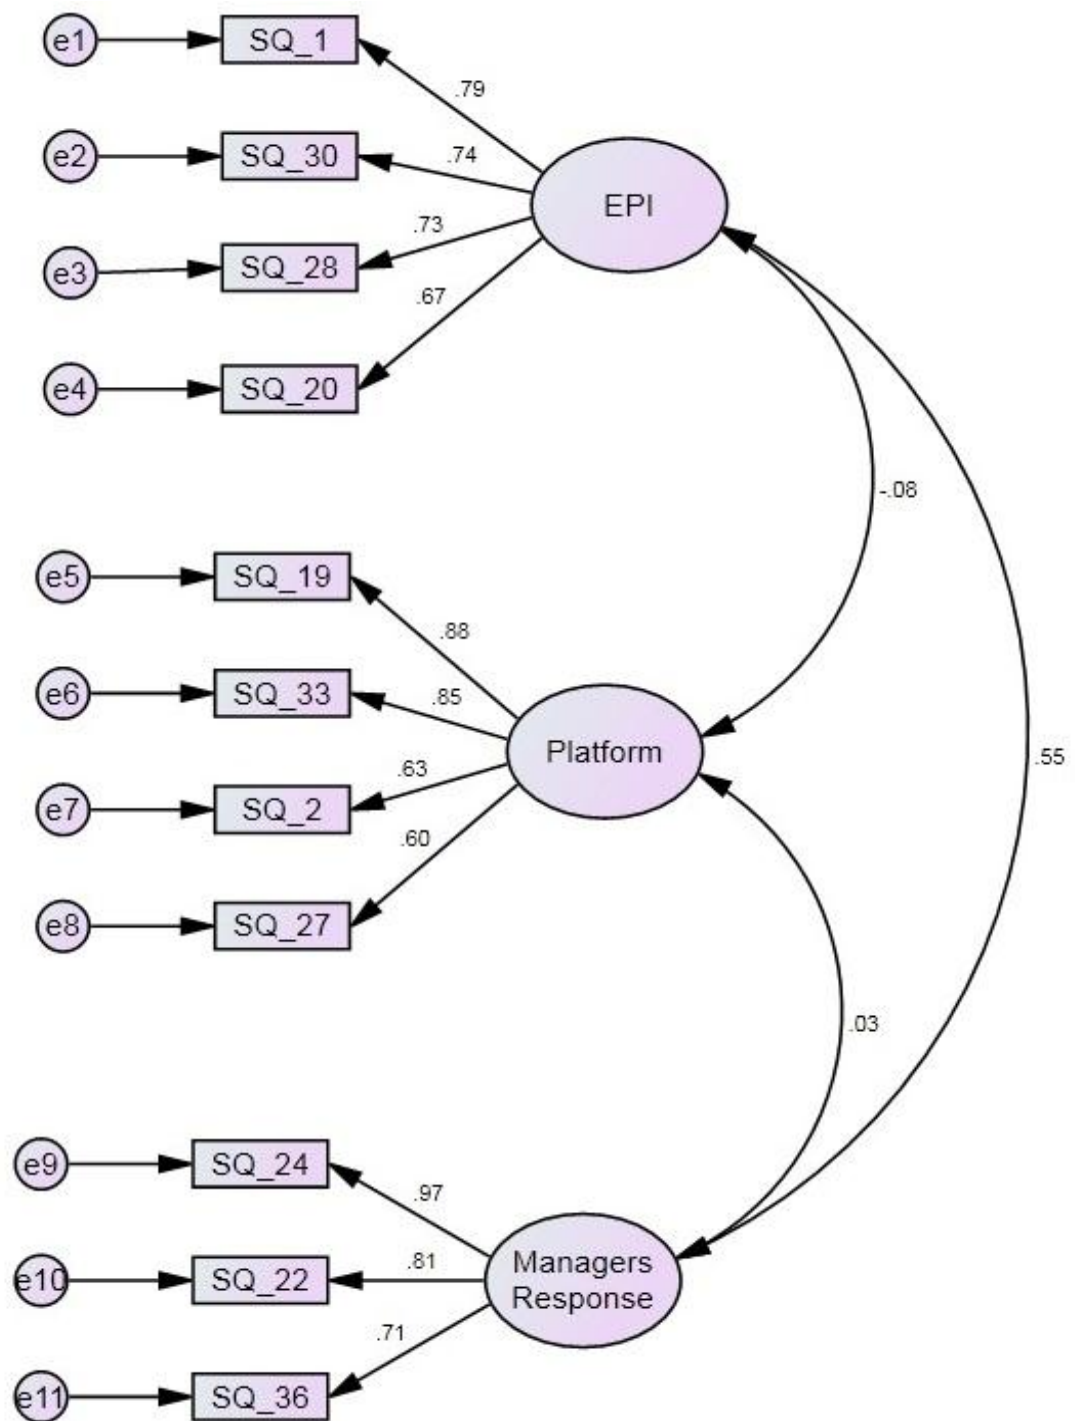 e1
SQ_1
.79
e2
SQ_30
.74
EPI
e3
SQ_28
.73
.67
e4
SQ_20
-.08
e5
SQ_19
.88
e6
SQ_33
.85
Platform
.55
e7
SQ_2
.63
.60
e8
SQ_27
.03
e9
SQ_24
.97
e10
SQ_22
.81
Managers
Response
.71
e11
SQ_36